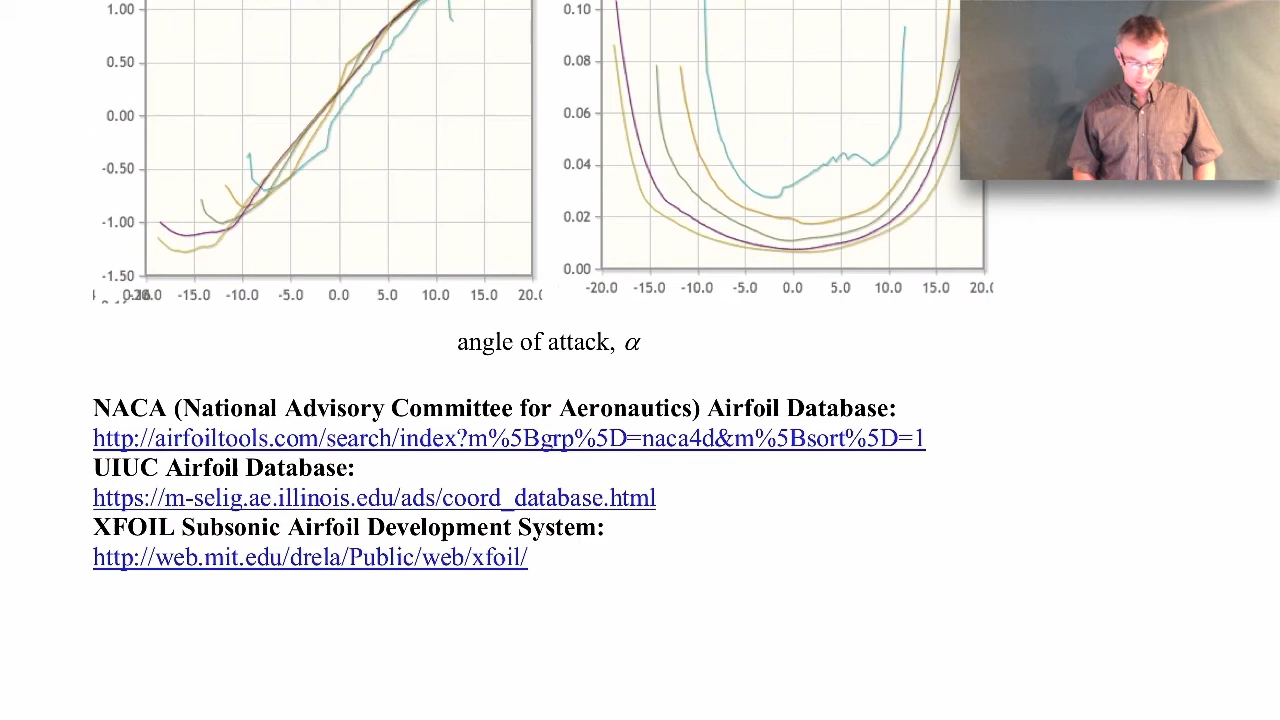 1.00
0.50
0.00
-0.50
-1.00
-1.50
-15.0 -10.0 -5.0 0.0 5.0 10.0 15.0 20.
0.10
0.08
0.06
0.04
0.02
0.00
-20.0 -15.0 -10.0 -5.0 0.0 5.0 10.0 15.0 20.
angle of attack, α
NACA (National Advisory Committee for Aeronautics) Airfoil Database:
http://airfoiltools.com/search/index?m%5Bgrp%5D=naca4d&m%5Bsort%5D=1
UIUC Airfoil Database:
https://m-selig.ae.illinois.edu/ads/coord_database.html
XFOIL Subsonic Airfoil Development System:
http://web.mit.edu/drela/Public/web/xfoil/